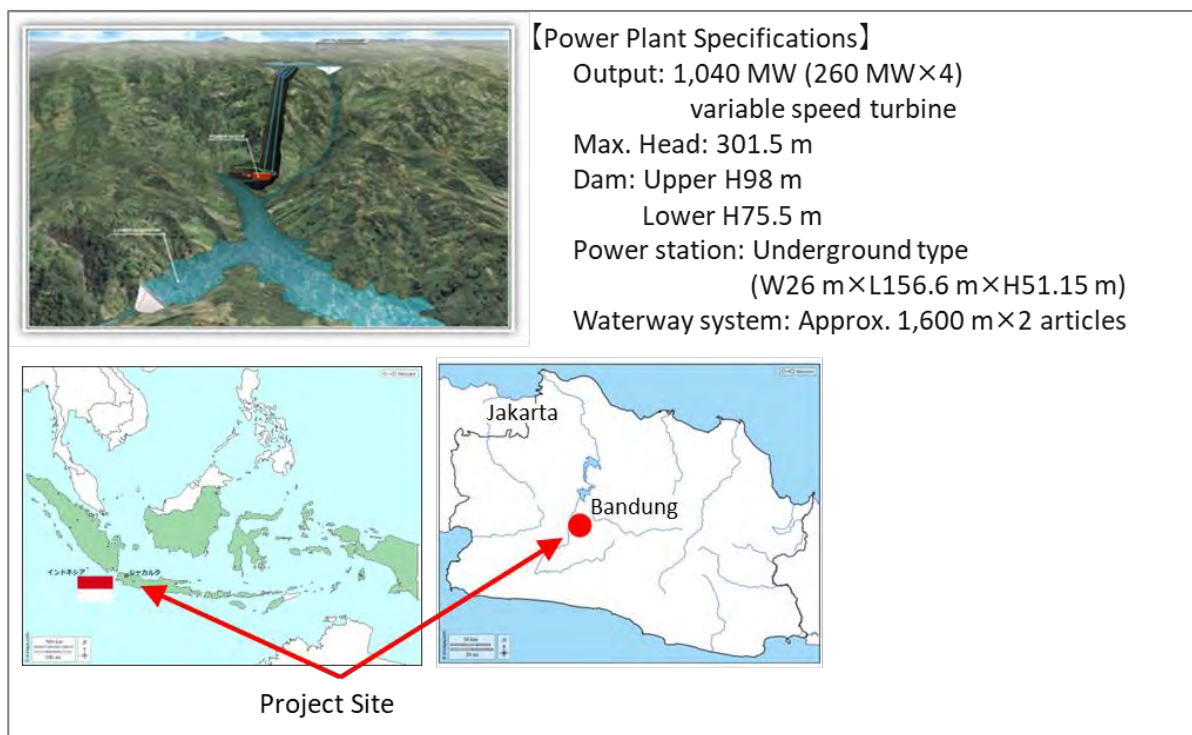 【Power Plant Specifications】
Output: 1,040 MW (260 MW×4)
variable speed turbine
Max. Head: 301.5 m
Dam: Upper H98 m
Lower H75.5 m
Power station: Underground type
(W26 m×L156.6 m×H51.15 m)
Waterway system: Approx. 1,600 m×2 articles
インドネシア
ジャカルタ
Jakarta
Bandung
Project Site